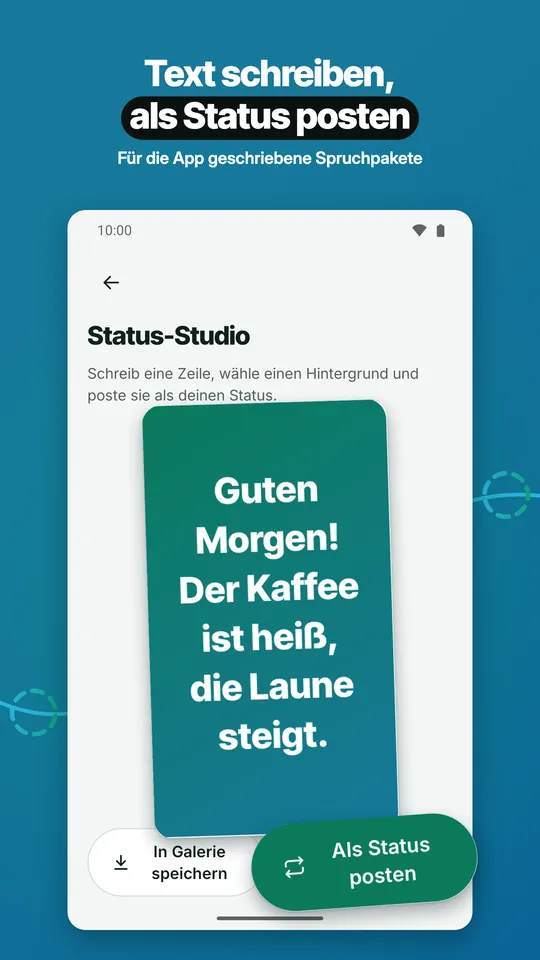 Text schreiben,
als Status posten
Für die App geschriebene Spruchpakete
10:00
Status-Studio
Schreib eine Zeile, wähle einen Hintergrund und
poste sie als deinen Status.
Guten
Morgen!
Der Kaffee
ist heiß,
die Laune
steigt.
In Galerie
speichern
Als Status
posten